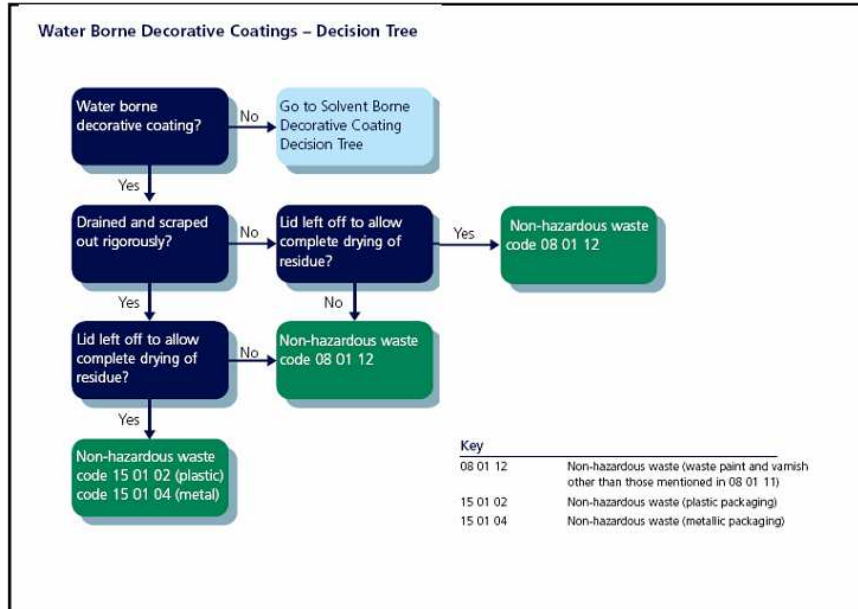 Water Borne Decorative Coatings – Decision Tree
Water borne
decorative coating?
No
Go to Solvent Borne
Decorative Coating
Decision Tree
Yes
Drained and scraped
out rigorously?
No
Lid left off to allow
complete drying of
residue?
Yes
Non-hazardous waste
code 08 01 12
Yes
No
Lid left off to allow
complete drying of
residue?
No
Non-hazardous waste
code 08 01 12
Yes
Non-hazardous waste
code 15 01 02 (plastic)
code 15 01 04 (metal)
Key
08 01 12 Non-hazardous waste (waste paint and varnish
other than those mentioned in 08 01 11)
15 01 02 Non-hazardous waste (plastic packaging)
15 01 04 Non-hazardous waste (metallic packaging)